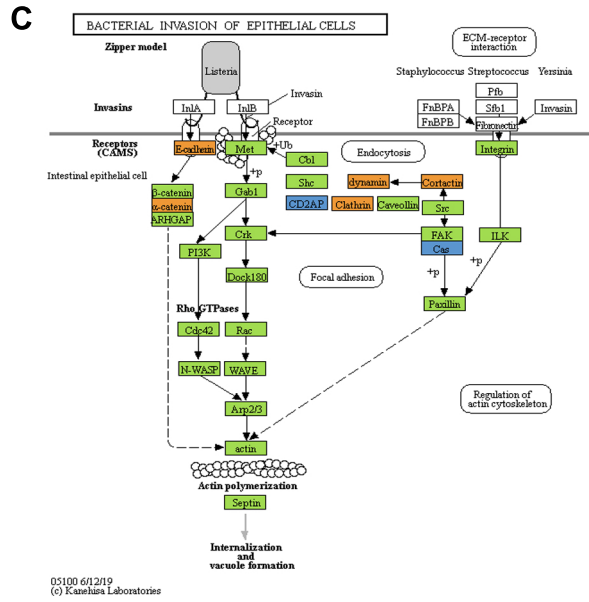 C
BACTERIAL INVASION OF EPITHELIAL CELLS
Zipper model
ECM-receptor
interaction
Listeria
Staphylococcus Streptococcus Yersinia
Invasin
Pfb
Invasins
InlA
InlB
FnBPA
Sfb1
Invasin
FnBPB
Fibronectin
Receptor
Receptors
(CAMS)
E-cadherin
Met
+Ub
Cbl
Endocytosis
Integrin
Intestinal epithelial cell
+p
β-catenin
α-catenin
ARHGAP
Gab1
Shc
dynamin
Cortactin
CD2AP
Clathrin
Caveollin
Src
Crk
FAK
Cas
ILK
PI3K
+p
+p
Dock180
Focal adhesion
Paxillin
Rho GTPases
Cdc42
Rac
N-WASP
WAVE
Regulation of
actin cytoskeleton
Arp2/3
actin
Actin polymerization
Septin
Internalization
and
vacuole formation
05100 6/12/19
(c) Kanehisa Laboratories